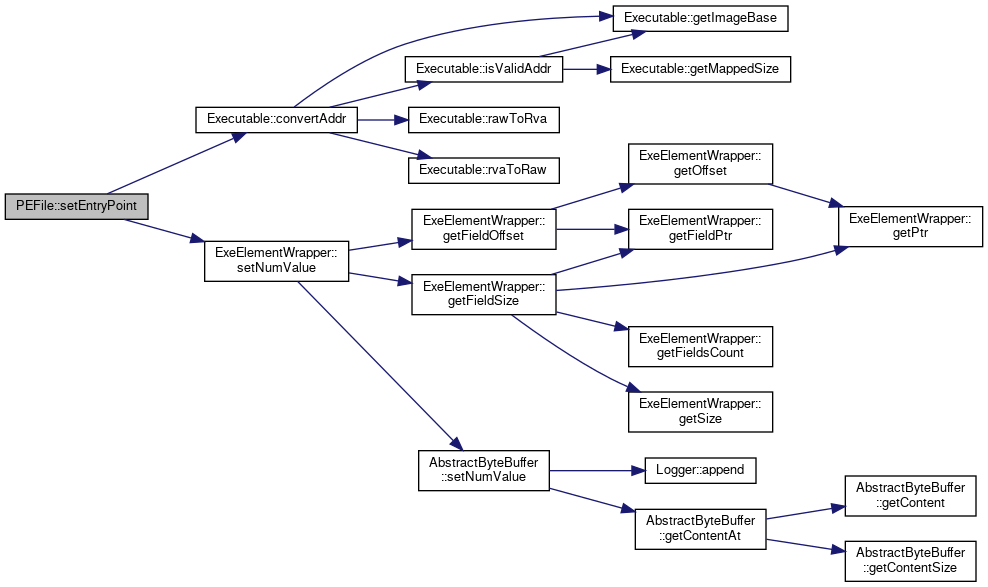 PEFile::setEntryPoint
Executable::convertAddr
Executable::getImageBase
Executable::isValidAddr
Executable::getMappedSize
Executable::rawToRva
Executable::rvaToRaw
ExeElementWrapper::
setNumValue
ExeElementWrapper::
getFieldOffset
ExeElementWrapper::
getOffset
ExeElementWrapper::
getFieldPtr
ExeElementWrapper::
getPtr
ExeElementWrapper::
getFieldSize
ExeElementWrapper::
getFieldsCount
ExeElementWrapper::
getSize
AbstractByteBuffer
::setNumValue
Logger::append
AbstractByteBuffer
::getContentAt
AbstractByteBuffer
::getContent
AbstractByteBuffer
::getContentSize